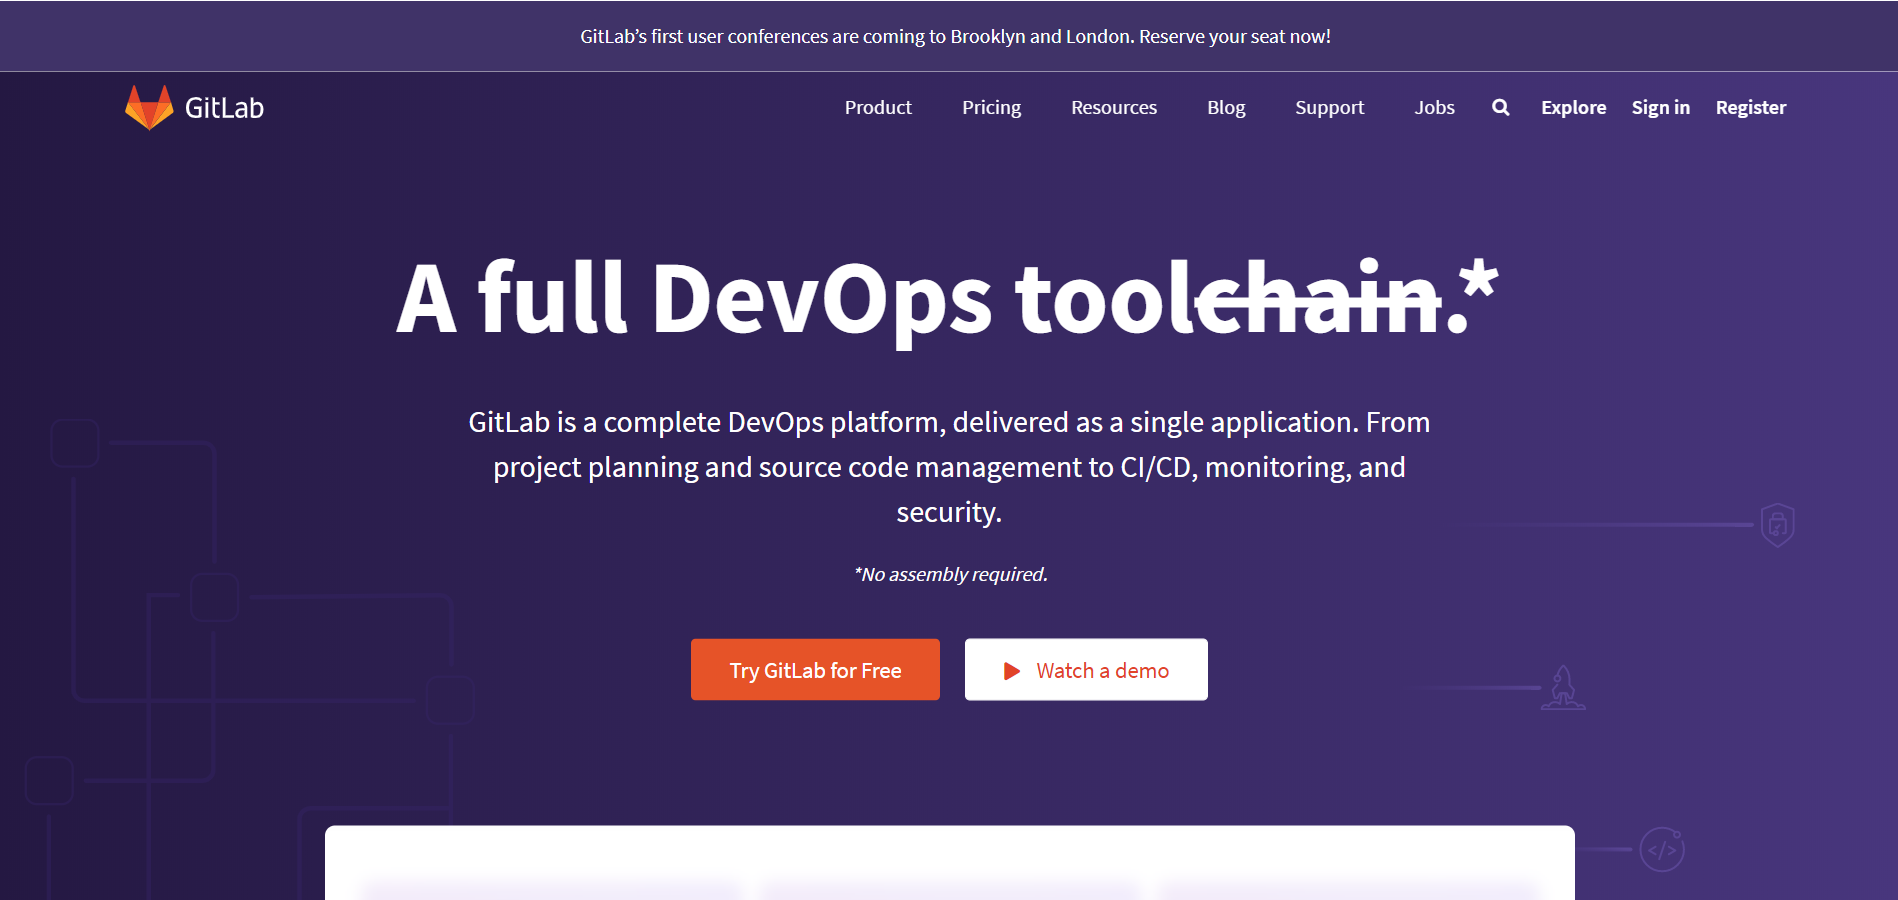 GitLab’s first user conferences are coming to Brooklyn and London. Reserve your seat now!
GitLab
Product Pricing Resources Blog Support Jobs Explore Sign in Register
A full DevOps toolchain.*
GitLab is a complete DevOps platform, delivered as a single application. From
project planning and source code management to CI/CD, monitoring, and
security.
*No assembly required.
Try GitLab for Free
Watch a demo